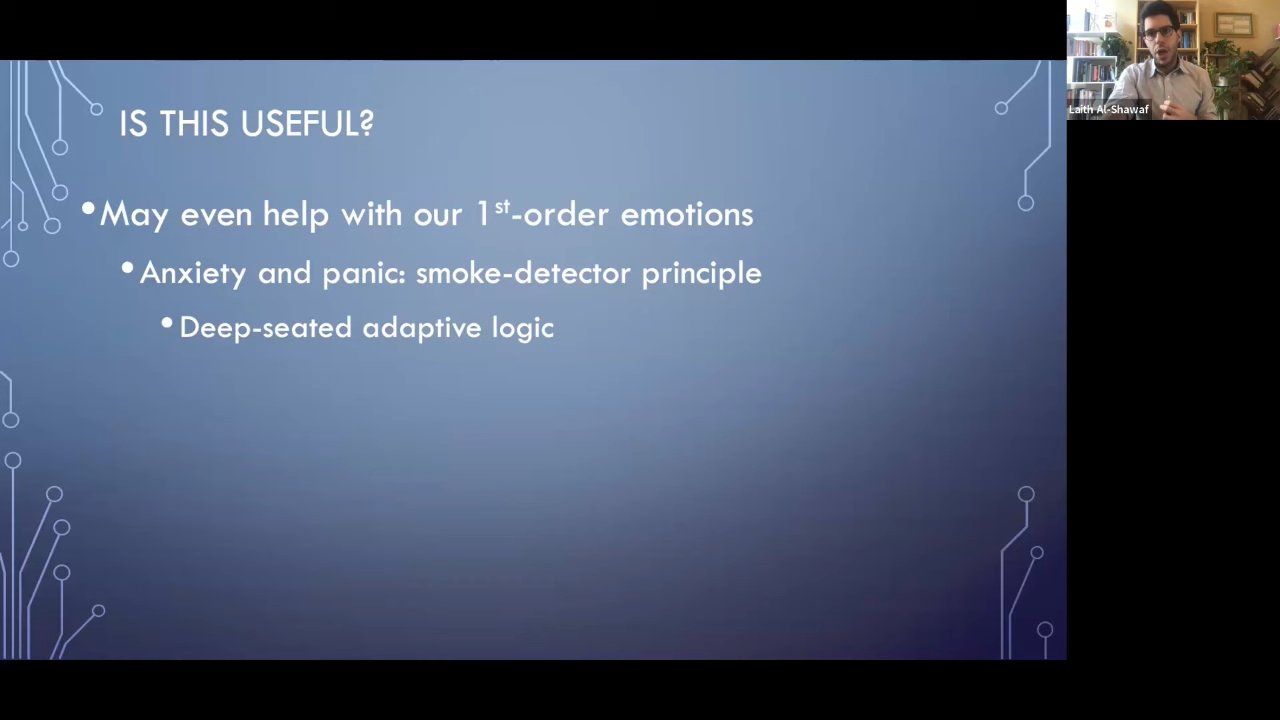 IS THIS USEFUL?
•May even help with our 1st-order emotions
•Anxiety and panic: smoke-detector principle
•Deep-seated adaptive logic
Laith Al-Shawaf